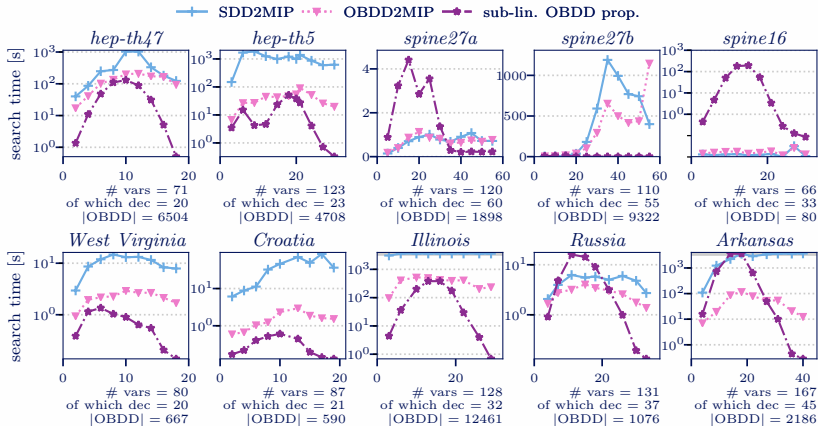 SDD2MIP OBDD2MIP sub-lin. OBDD prop.
hep-th47 hep-th5 spine27a spine27b spine16
search time [s]
10³ 10² 10¹ 10⁰
10³ 10² 10¹ 10⁰
4 2 0
1000 500 0
10³ 10² 10¹ 10⁰
0 10 20 0 10 20 0 20 40 60 0 20 40 60 0 20
# vars = 71 # vars = 123 # vars = 120 # vars = 110 # vars = 66
of which dec = 20 of which dec = 23 of which dec = 60 of which dec = 55 of which dec = 33
|OBDD| = 6504 |OBDD| = 4708 |OBDD| = 1898 |OBDD| = 9322 |OBDD| = 80
West Virginia Croatia Illinois Russia Arkansas
search time [s]
10¹ 10⁰
10¹ 10⁰
10³ 10² 10¹ 10⁰
10¹ 10⁰
10³ 10² 10¹ 10⁰
0 10 20 0 10 20 0 20 0 20 0 20 40
# vars = 80 # vars = 87 # vars = 128 # vars = 131 # vars = 167
of which dec = 20 of which dec = 21 of which dec = 32 of which dec = 37 of which dec = 45
|OBDD| = 667 |OBDD| = 590 |OBDD| = 12461 |OBDD| = 1076 |OBDD| = 2186